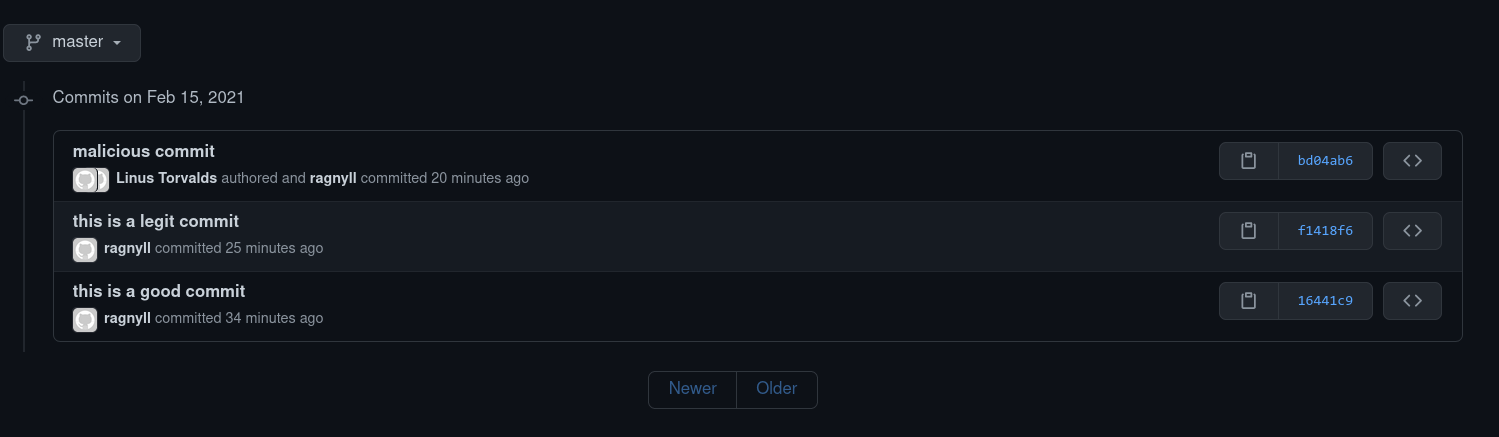 master
Commits on Feb 15, 2021
malicious commit
Linus Torvalds authored and ragnyll committed 20 minutes ago
bd04ab6
this is a legit commit
ragnyll committed 25 minutes ago
f1418f6
this is a good commit
ragnyll committed 34 minutes ago
16441c9
Newer Older